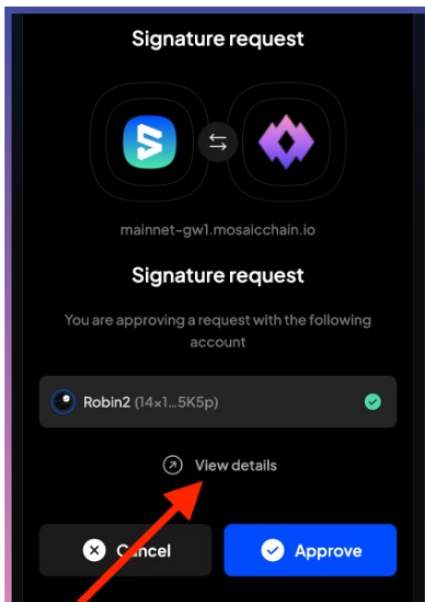 Signature request
mainnet-gw1.mosaicchain.io
Signature request
You are approving a request with the following
account
Robin2 (14x1...5K5p)
View details
Cancel
Approve